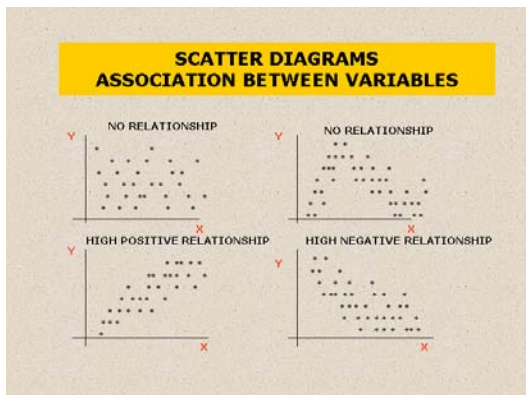 SCATTER DIAGRAMS
ASSOCIATION BETWEEN VARIABLES
NO RELATIONSHIP
Y
X
NO RELATIONSHIP
Y
X
HIGH POSITIVE RELATIONSHIP
Y
X
HIGH NEGATIVE RELATIONSHIP
Y
X